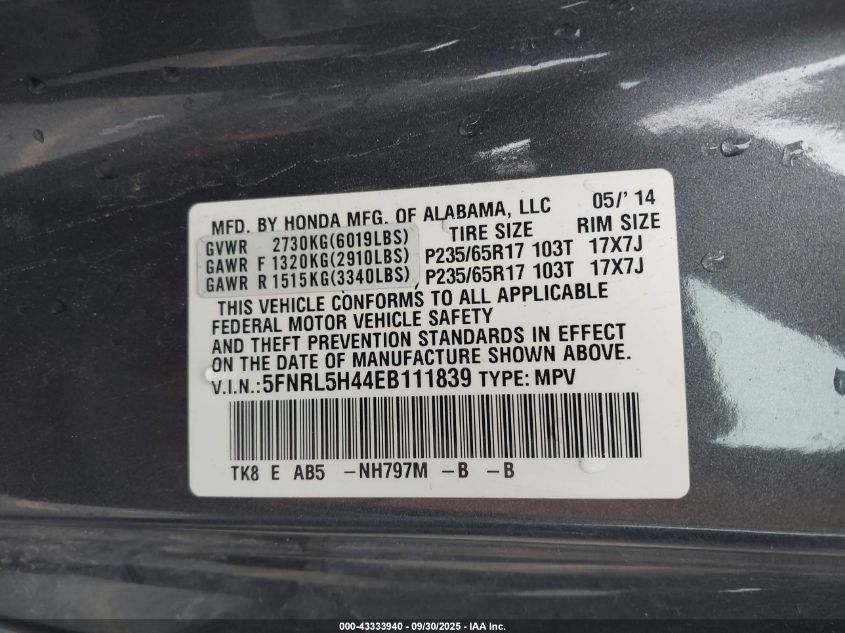 MFD. BY HONDA MFG. OF ALABAMA, LLC 05/'14
GVWR 2730KG(6019LBS) TIRE SIZE RIM SIZE
GAWR F 1320KG(2910LBS) P235/65R17 103T 17X7J
GAWR R 1515KG(3340LBS) P235/65R17 103T 17X7J
THIS VEHICLE CONFORMS TO ALL APPLICABLE
FEDERAL MOTOR VEHICLE SAFETY
AND THEFT PREVENTION STANDARDS IN EFFECT
ON THE DATE OF MANUFACTURE SHOWN ABOVE.
V.I.N.:5FNRL5H44EB111839 TYPE: MPV
TK8 E AB5 -NH797M -B -B
000-43333940 - 09/30/2025 - IAA Inc.